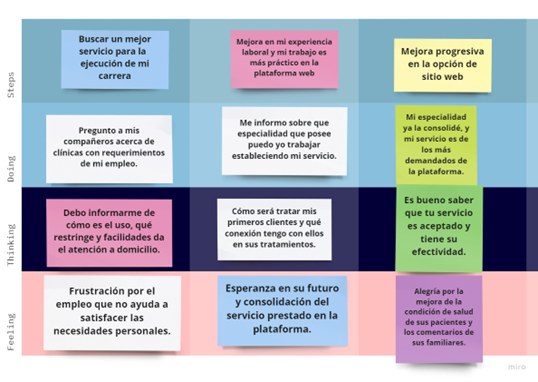 Steps
Buscar un mejor
servicio para la
ejecución de mi
carrera
Mejora en mi experiencia
laboral y mi trabajo es
más práctico en la
plataforma web
Mejora progresiva
en la opción de
sitio web
Doing
Pregunto a mis
compañeros acerca de
clínicas con requerimientos
de mi empleo.
Me informo sobre que
especialidad que posee
puedo yo trabajar
estableciendo mi servicio.
Mi especialidad
ya la consolidé, y
mi servicio es de
los más
demandados de
la plataforma.
Thinking
Debo informarme de
cómo es el uso, qué
restringe y facilidades da
el atención a domicilio.
Cómo será tratar mis
primeros clientes y qué
conexión tengo con ellos
en sus tratamientos.
Es bueno saber
que tu servicio
es aceptado y
tiene su
efectividad.
Feeling
Frustración por el
empleo que no ayuda a
satisfacer las
necesidades personales.
Esperanza en su futuro
y consolidación del
servicio prestado en la
plataforma.
Alegría por la
mejora de la
condición de salud
de sus pacientes y
los comentarios de
sus familiares.
miro